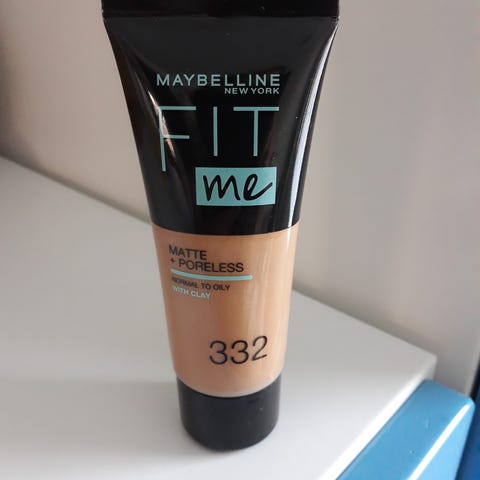 MAYBELLINE
NEW YORK
FIT
me
MATTE
+ PORELESS
NORMAL TO OILY
WITH CLAY
332